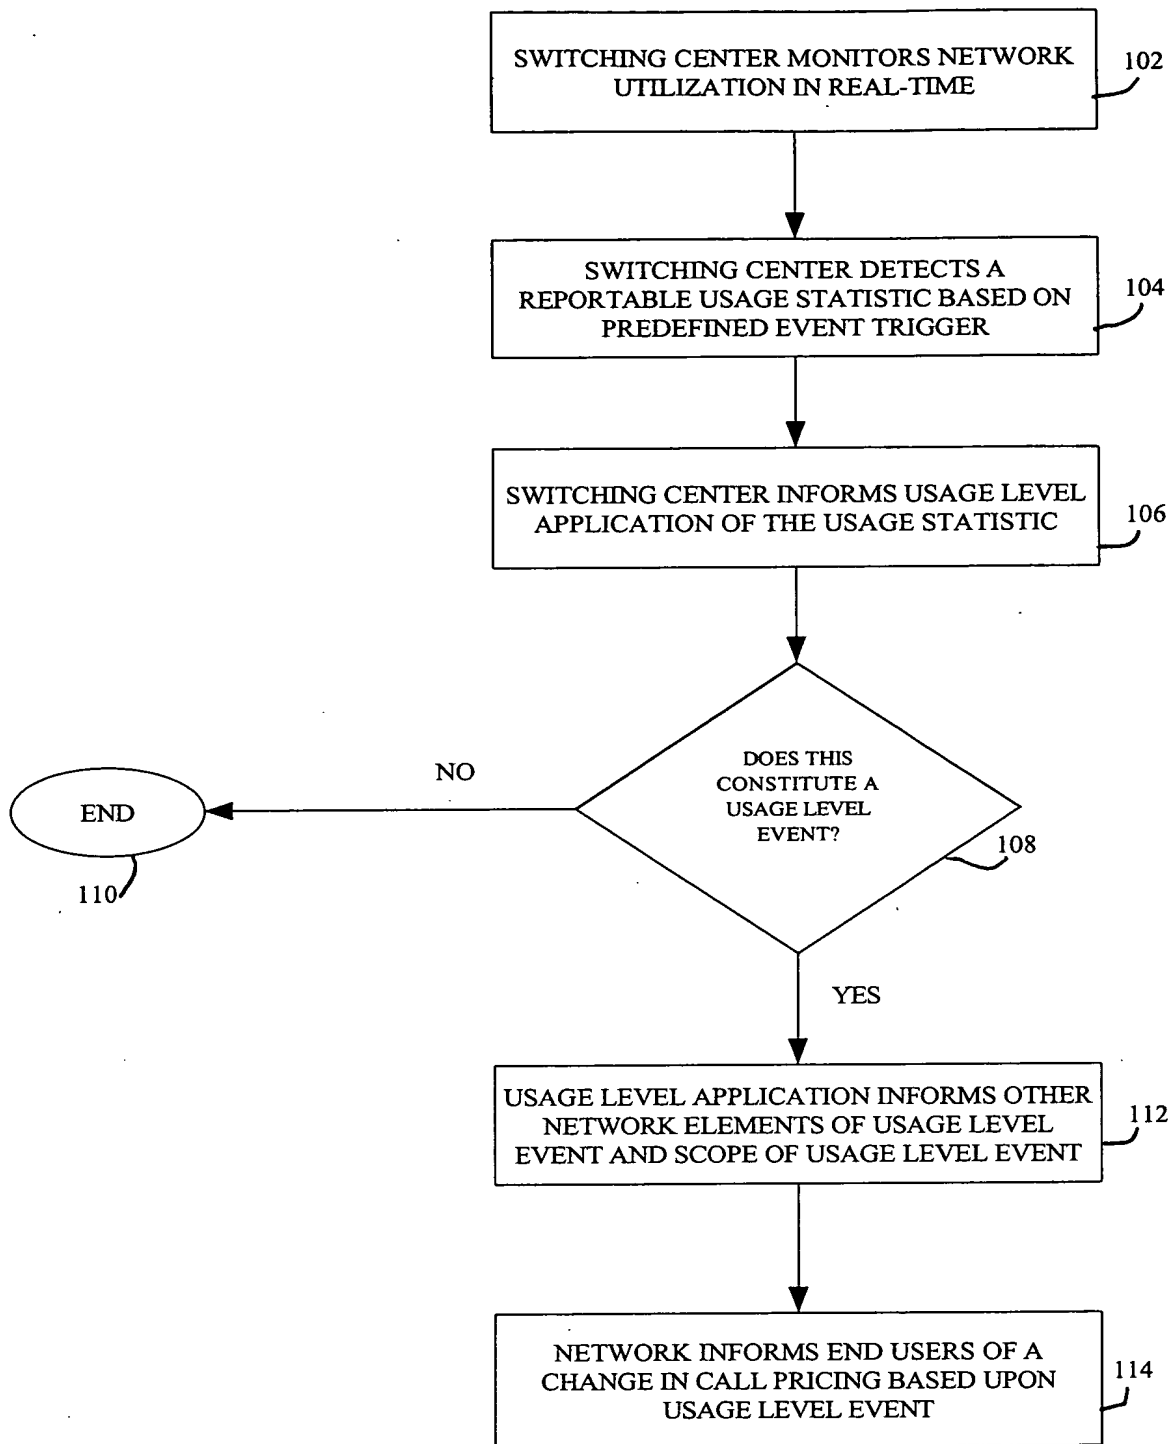 SWITCHING CENTER MONITORS NETWORK
UTILIZATION IN REAL-TIME
102
SWITCHING CENTER DETECTS A
REPORTABLE USAGE STATISTIC BASED ON
PREDEFINED EVENT TRIGGER
104
SWITCHING CENTER INFORMS USAGE LEVEL
APPLICATION OF THE USAGE STATISTIC
106
DOES THIS
CONSTITUTE A
USAGE LEVEL
EVENT?
108
NO
END
110
YES
USAGE LEVEL APPLICATION INFORMS OTHER
NETWORK ELEMENTS OF USAGE LEVEL
EVENT AND SCOPE OF USAGE LEVEL EVENT
112
NETWORK INFORMS END USERS OF A
CHANGE IN CALL PRICING BASED UPON
USAGE LEVEL EVENT
114